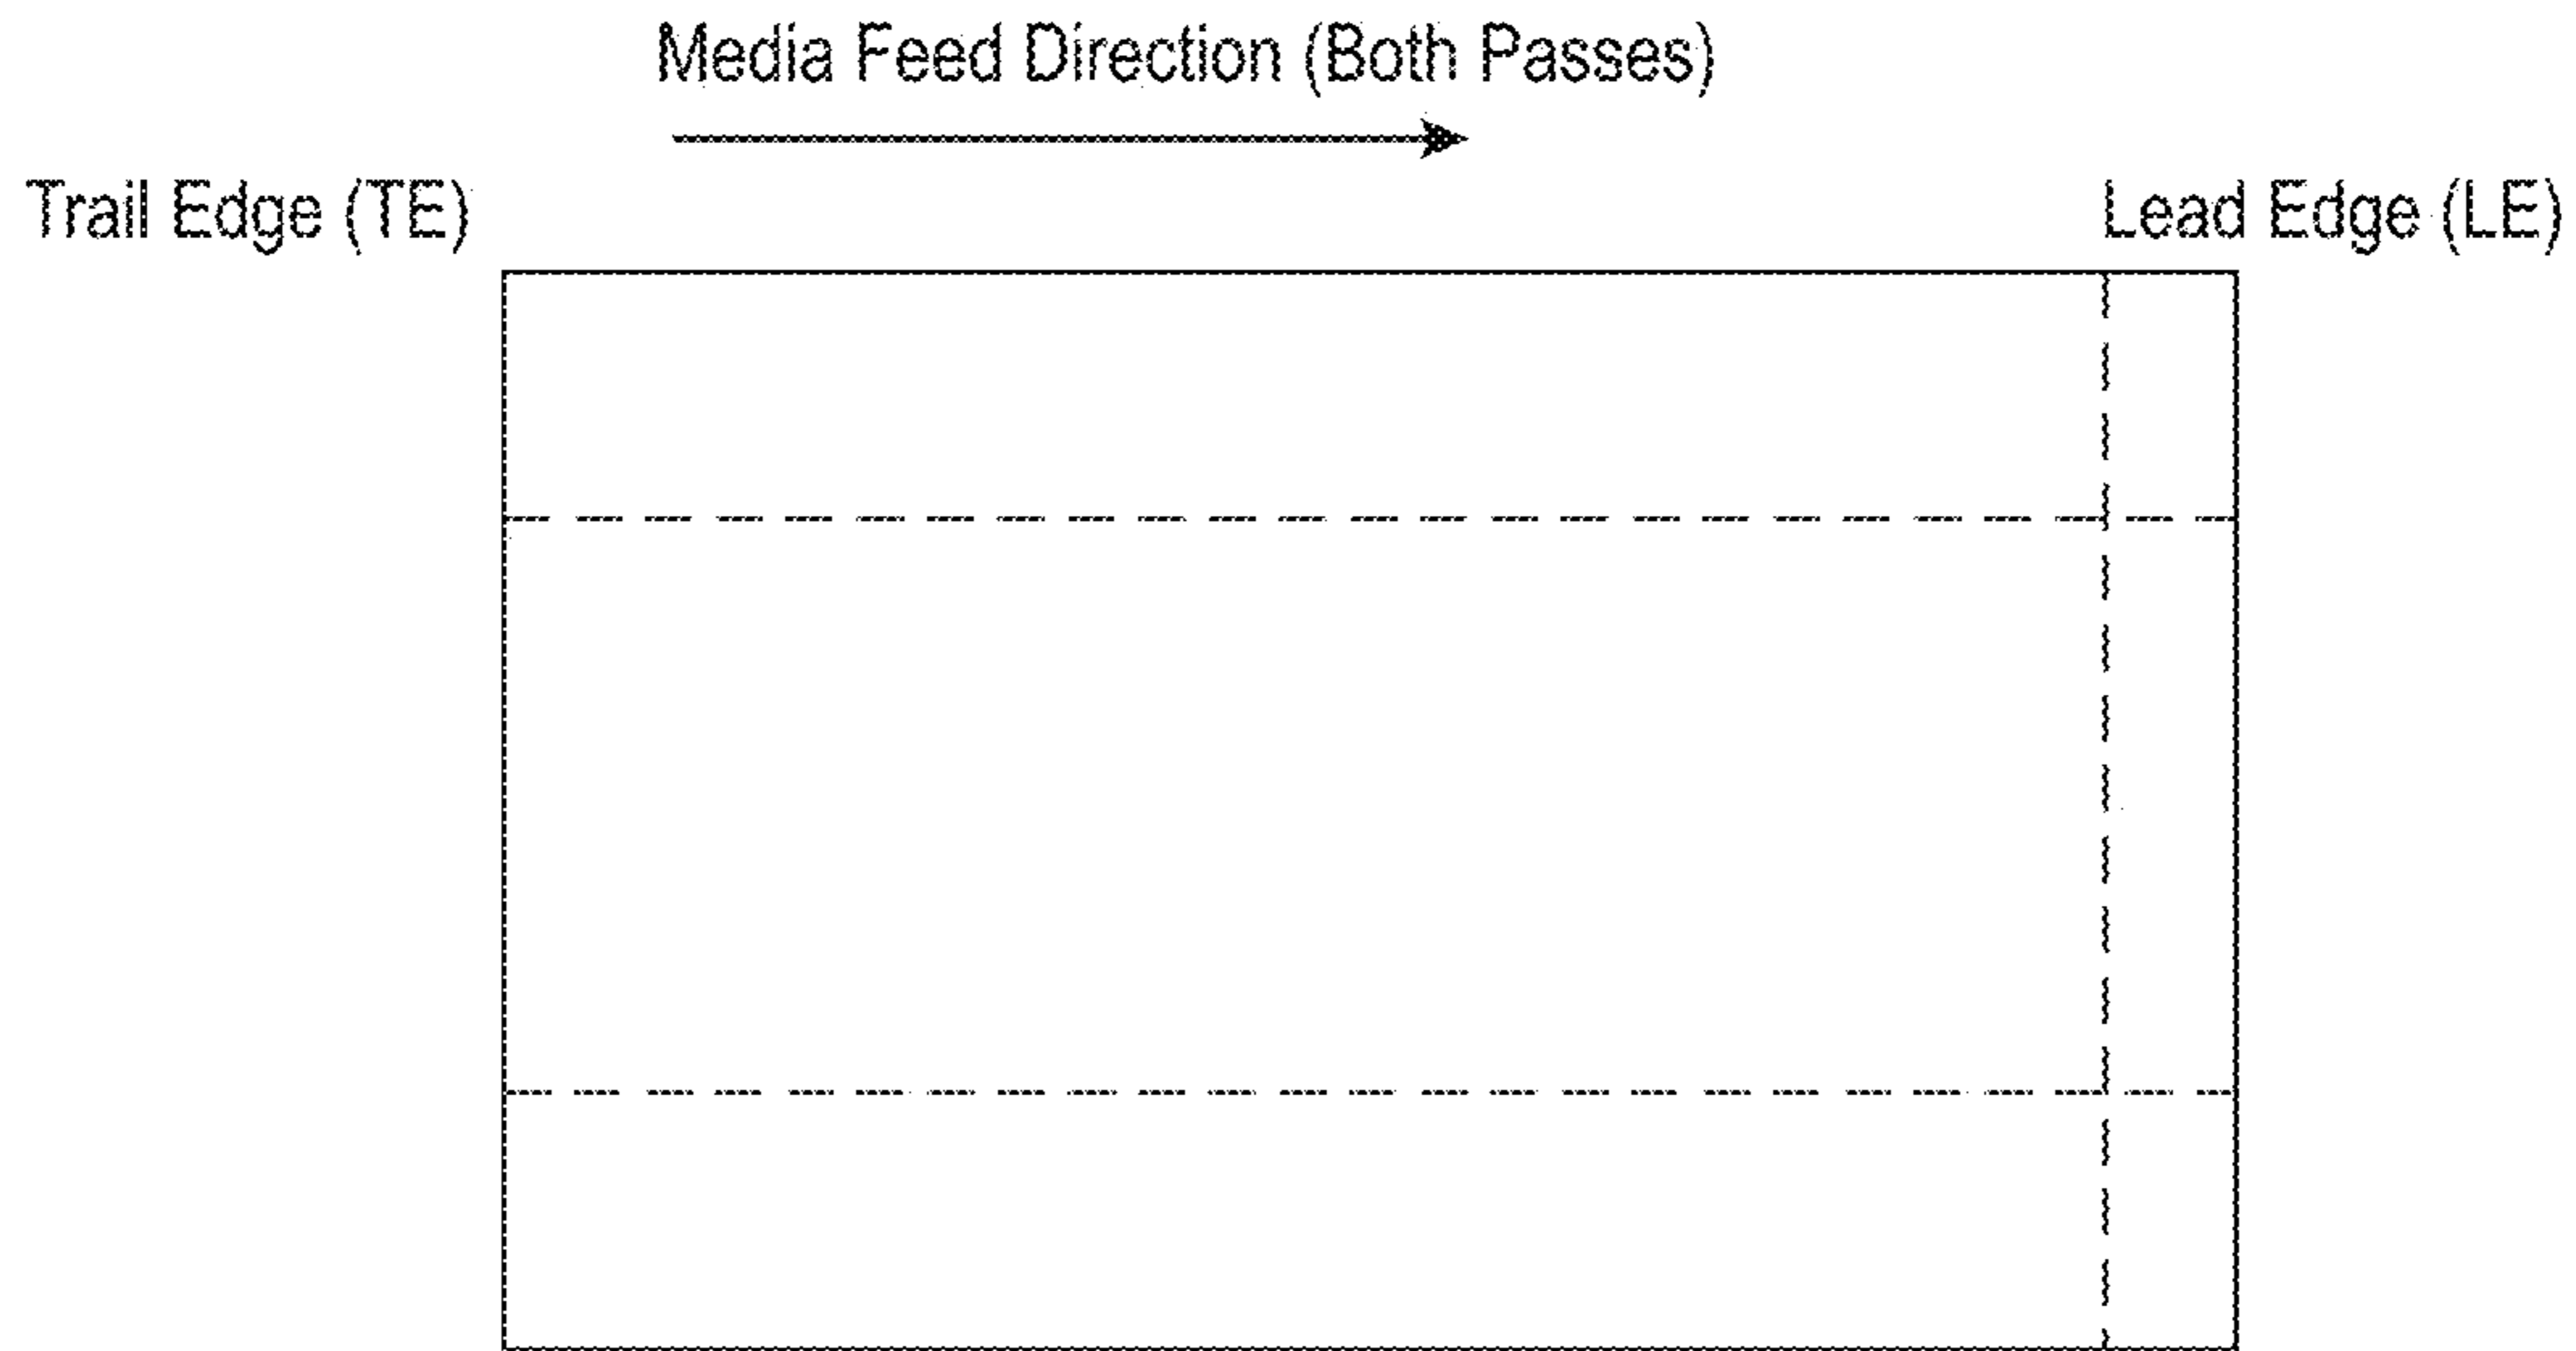 Media Feed Direction (Both Passes)
Trail Edge (TE)
Lead Edge (LE)